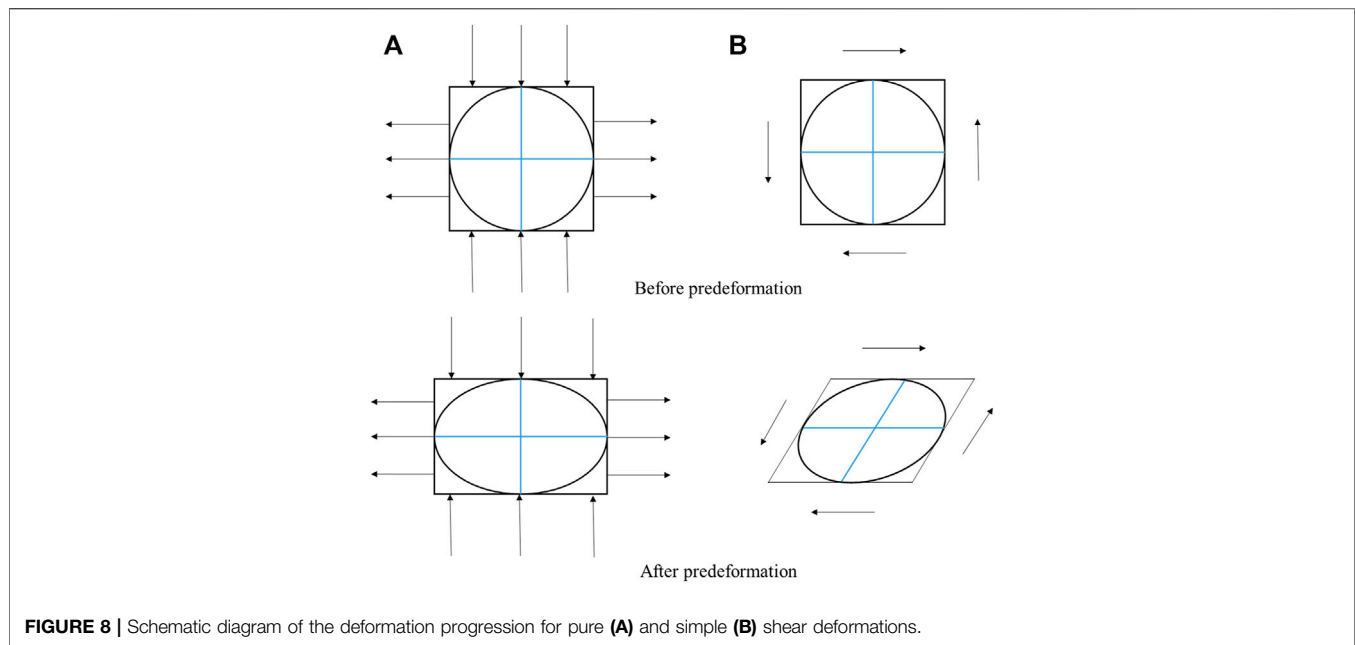 A
B
Before predeformation
After predeformation
FIGURE 8 | Schematic diagram of the deformation progression for pure (A) and simple (B) shear deformations.